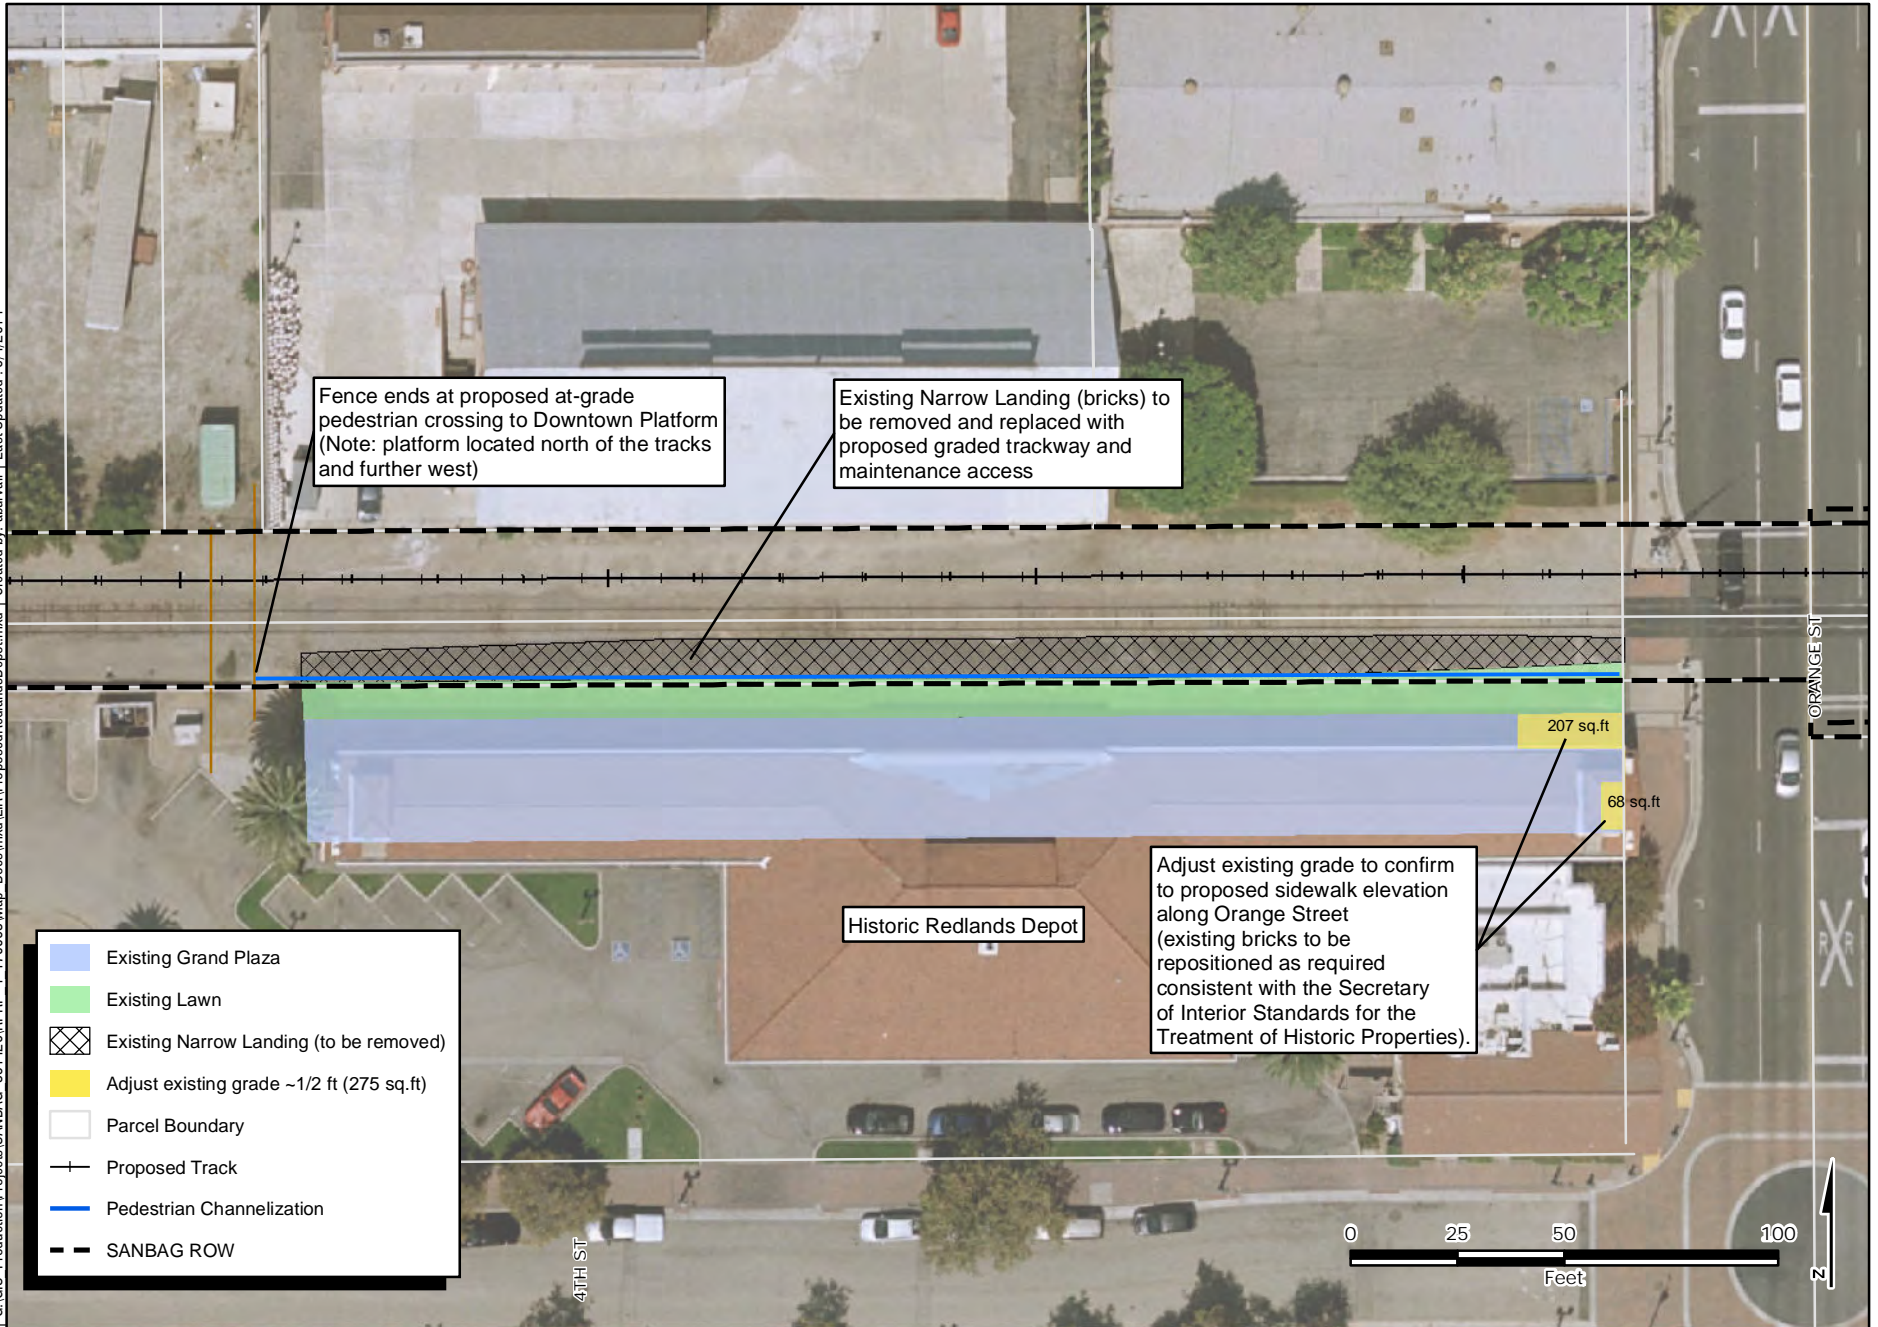 Fence ends at proposed at-grade
pedestrian crossing to Downtown Platform
(Note: platform located north of the tracks
and further west)
Existing Narrow Landing (bricks) to
be removed and replaced with
proposed graded trackway and
maintenance access
ORANGE ST
207 sq.ft
68 sq.ft
Adjust existing grade to confirm
to proposed sidewalk elevation
along Orange Street
(existing bricks to be
repositioned as required
consistent with the Secretary
of Interior Standards for the
Treatment of Historic Properties).
Historic Redlands Depot
Existing Grand Plaza
Existing Lawn
Existing Narrow Landing (to be removed)
Adjust existing grade ~1/2 ft (275 sq.ft)
Parcel Boundary
Proposed Track
Pedestrian Channelization
SANBAG ROW
4TH ST
R R
0 25 50 100
Feet
N